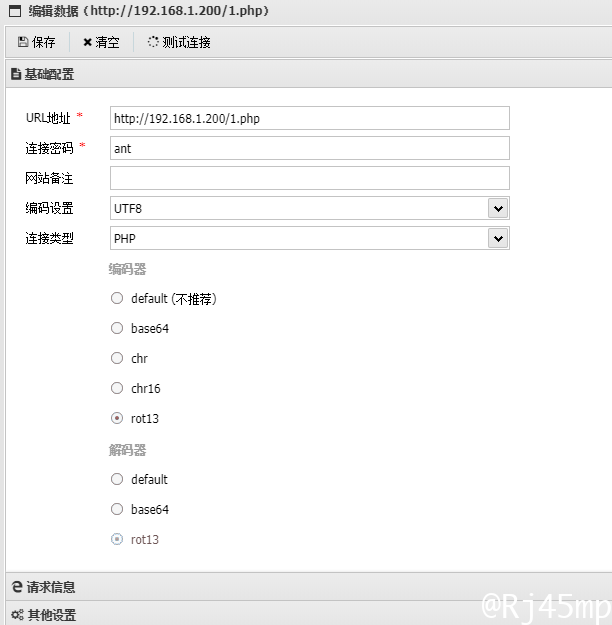 编辑数据 (http://192.168.1.200/1.php)
保存 清空 测试连接
基础配置
URL地址 * http://192.168.1.200/1.php
连接密码 * ant
网站备注
编码设置 UTF8
连接类型 PHP
编码器
default (不推荐)
base64
chr
chr16
rot13
解码器
default
base64
rot13
请求信息
其他设置
@Rj45mp